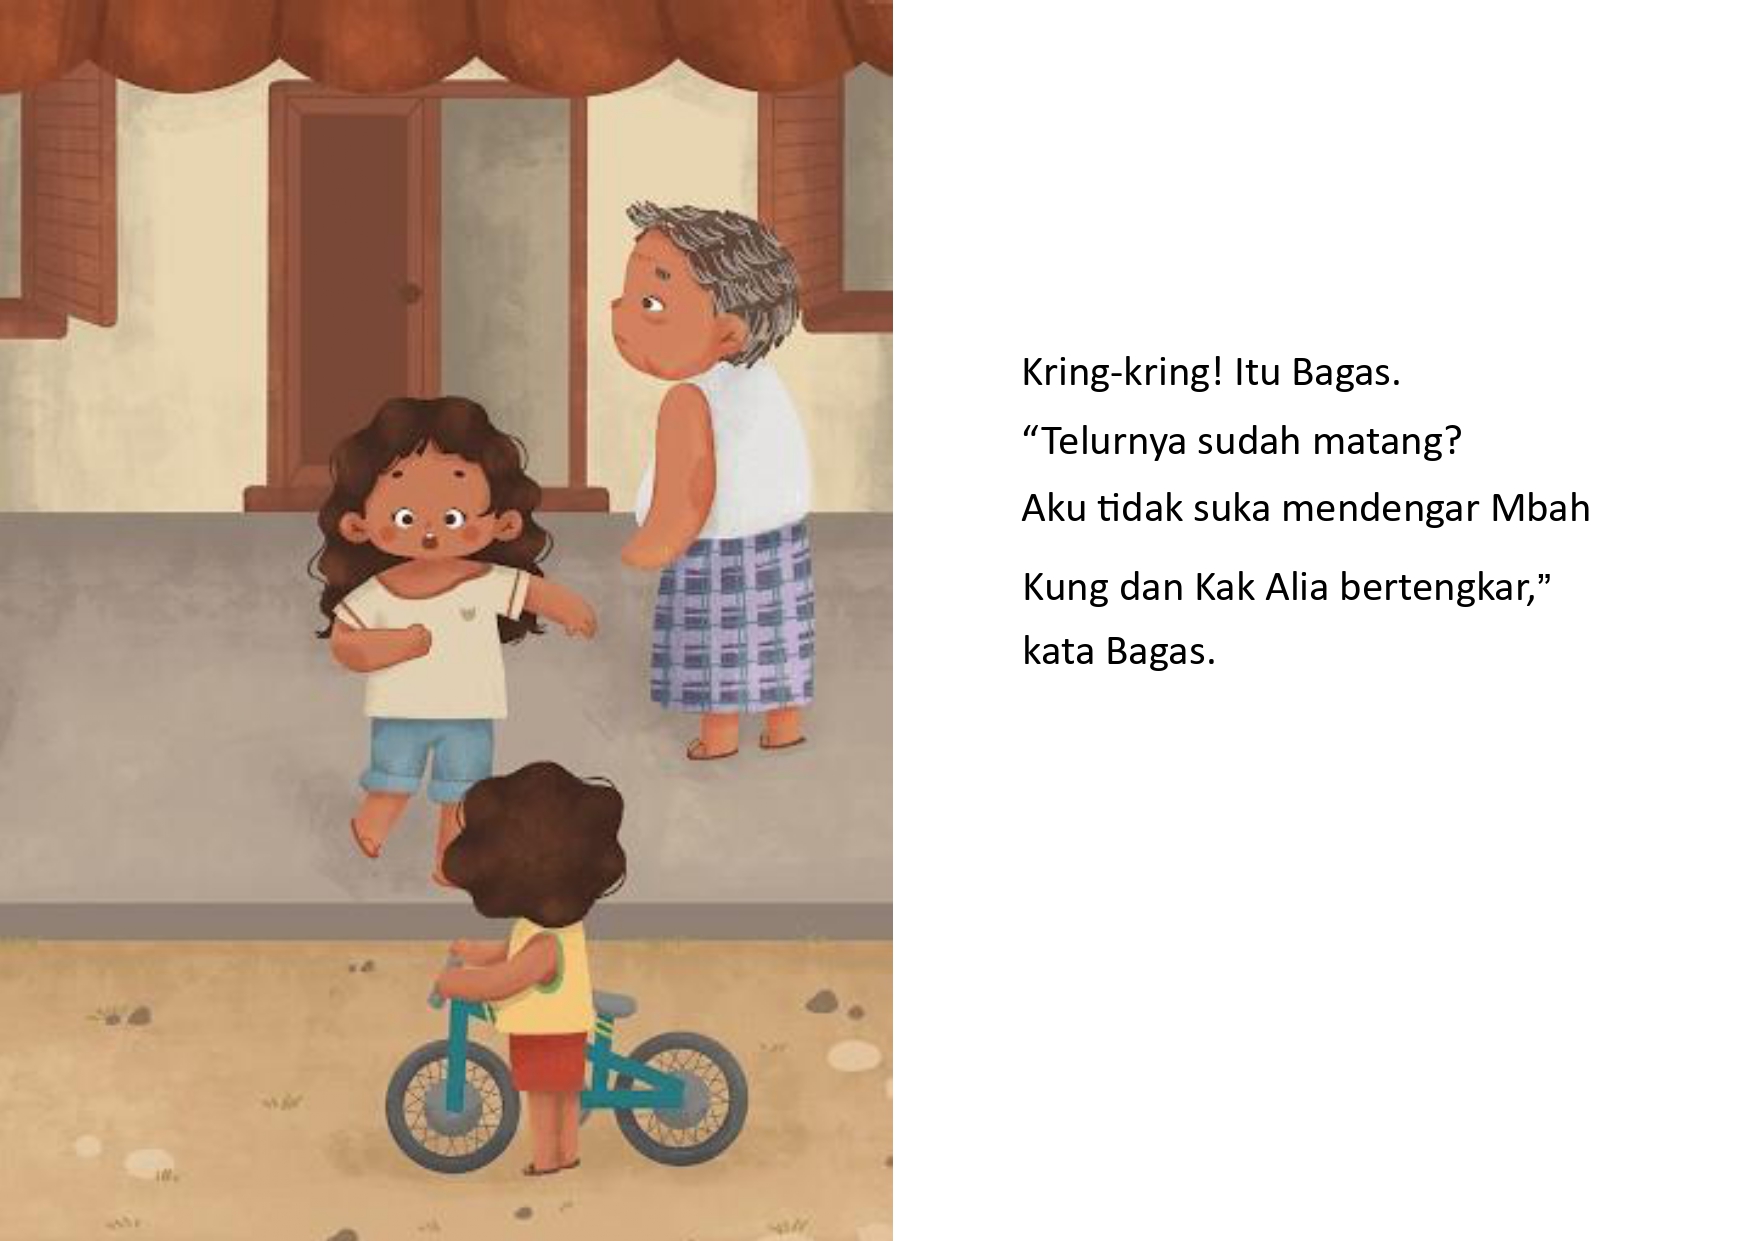 Kring-kring! Itu Bagas.
“Telurnya sudah matang?
Aku tidak suka mendengar Mbah
Kung dan Kak Alia bertengkar,”
kata Bagas.